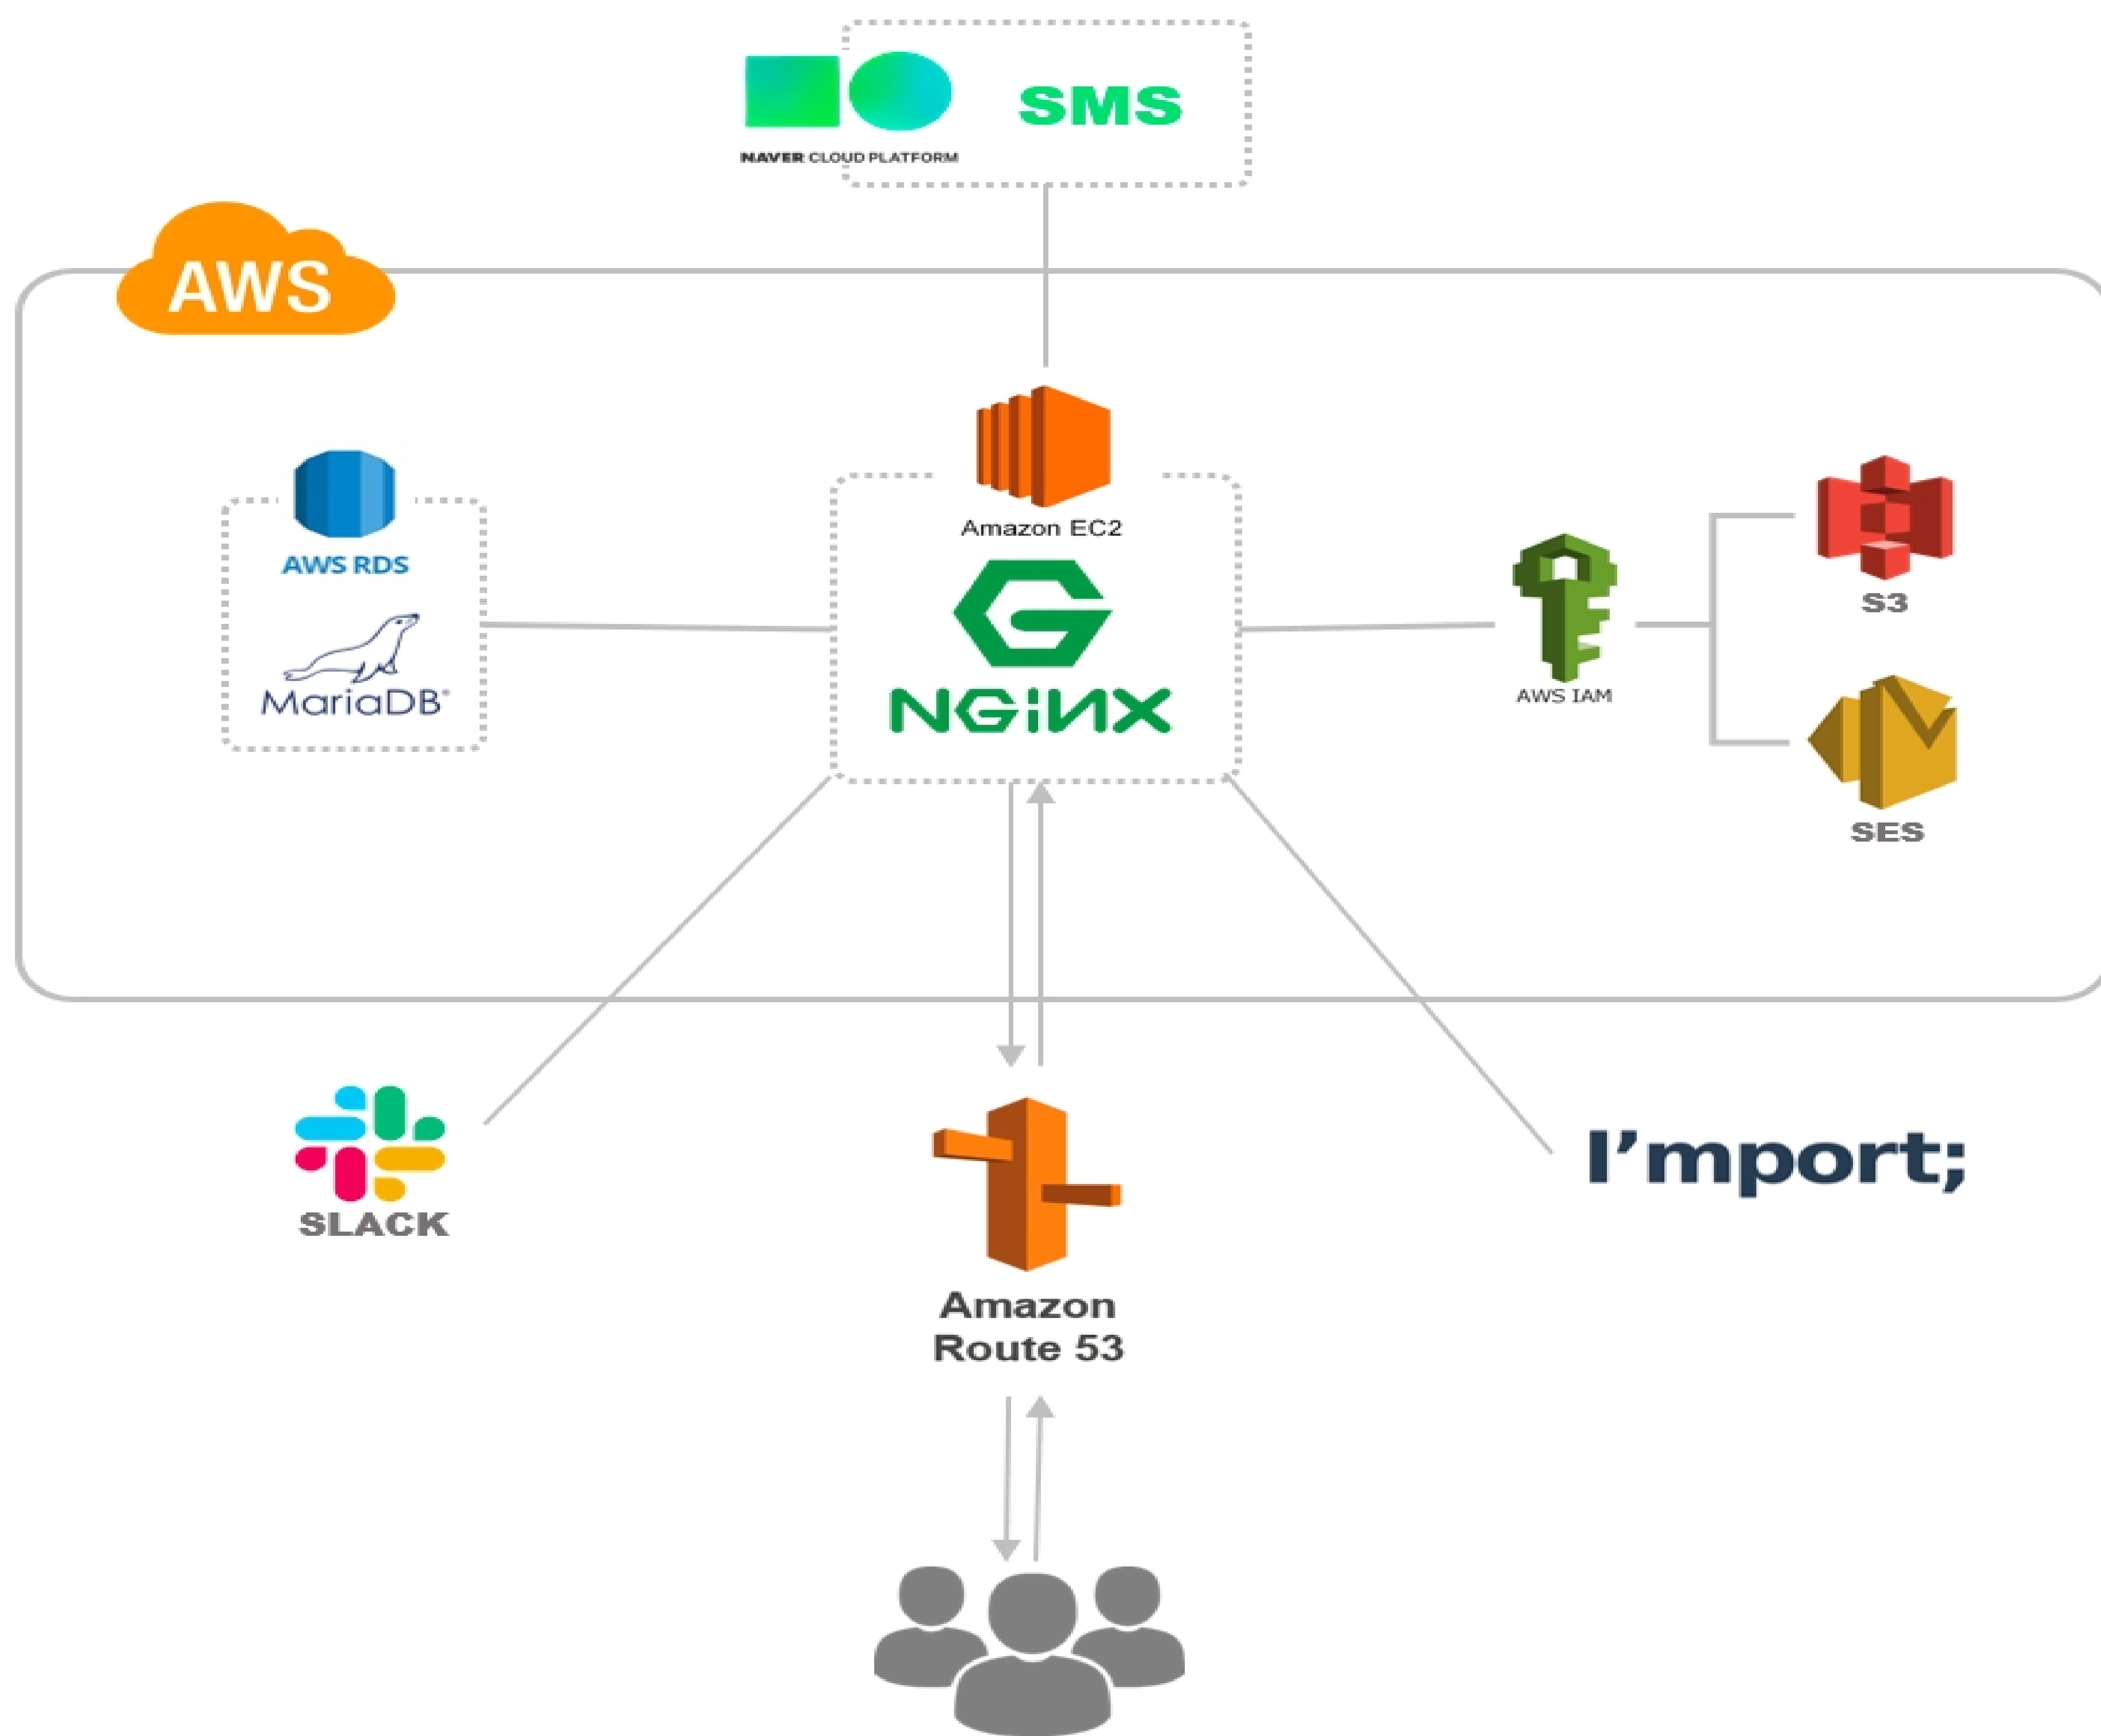 SMS
NAVER CLOUD PLATFORM
AWS
Amazon EC2
AWS RDS
MariaDB®
NGiNX
AWS IAM
S3
SES
SLACK
I'mport;
Amazon
Route 53